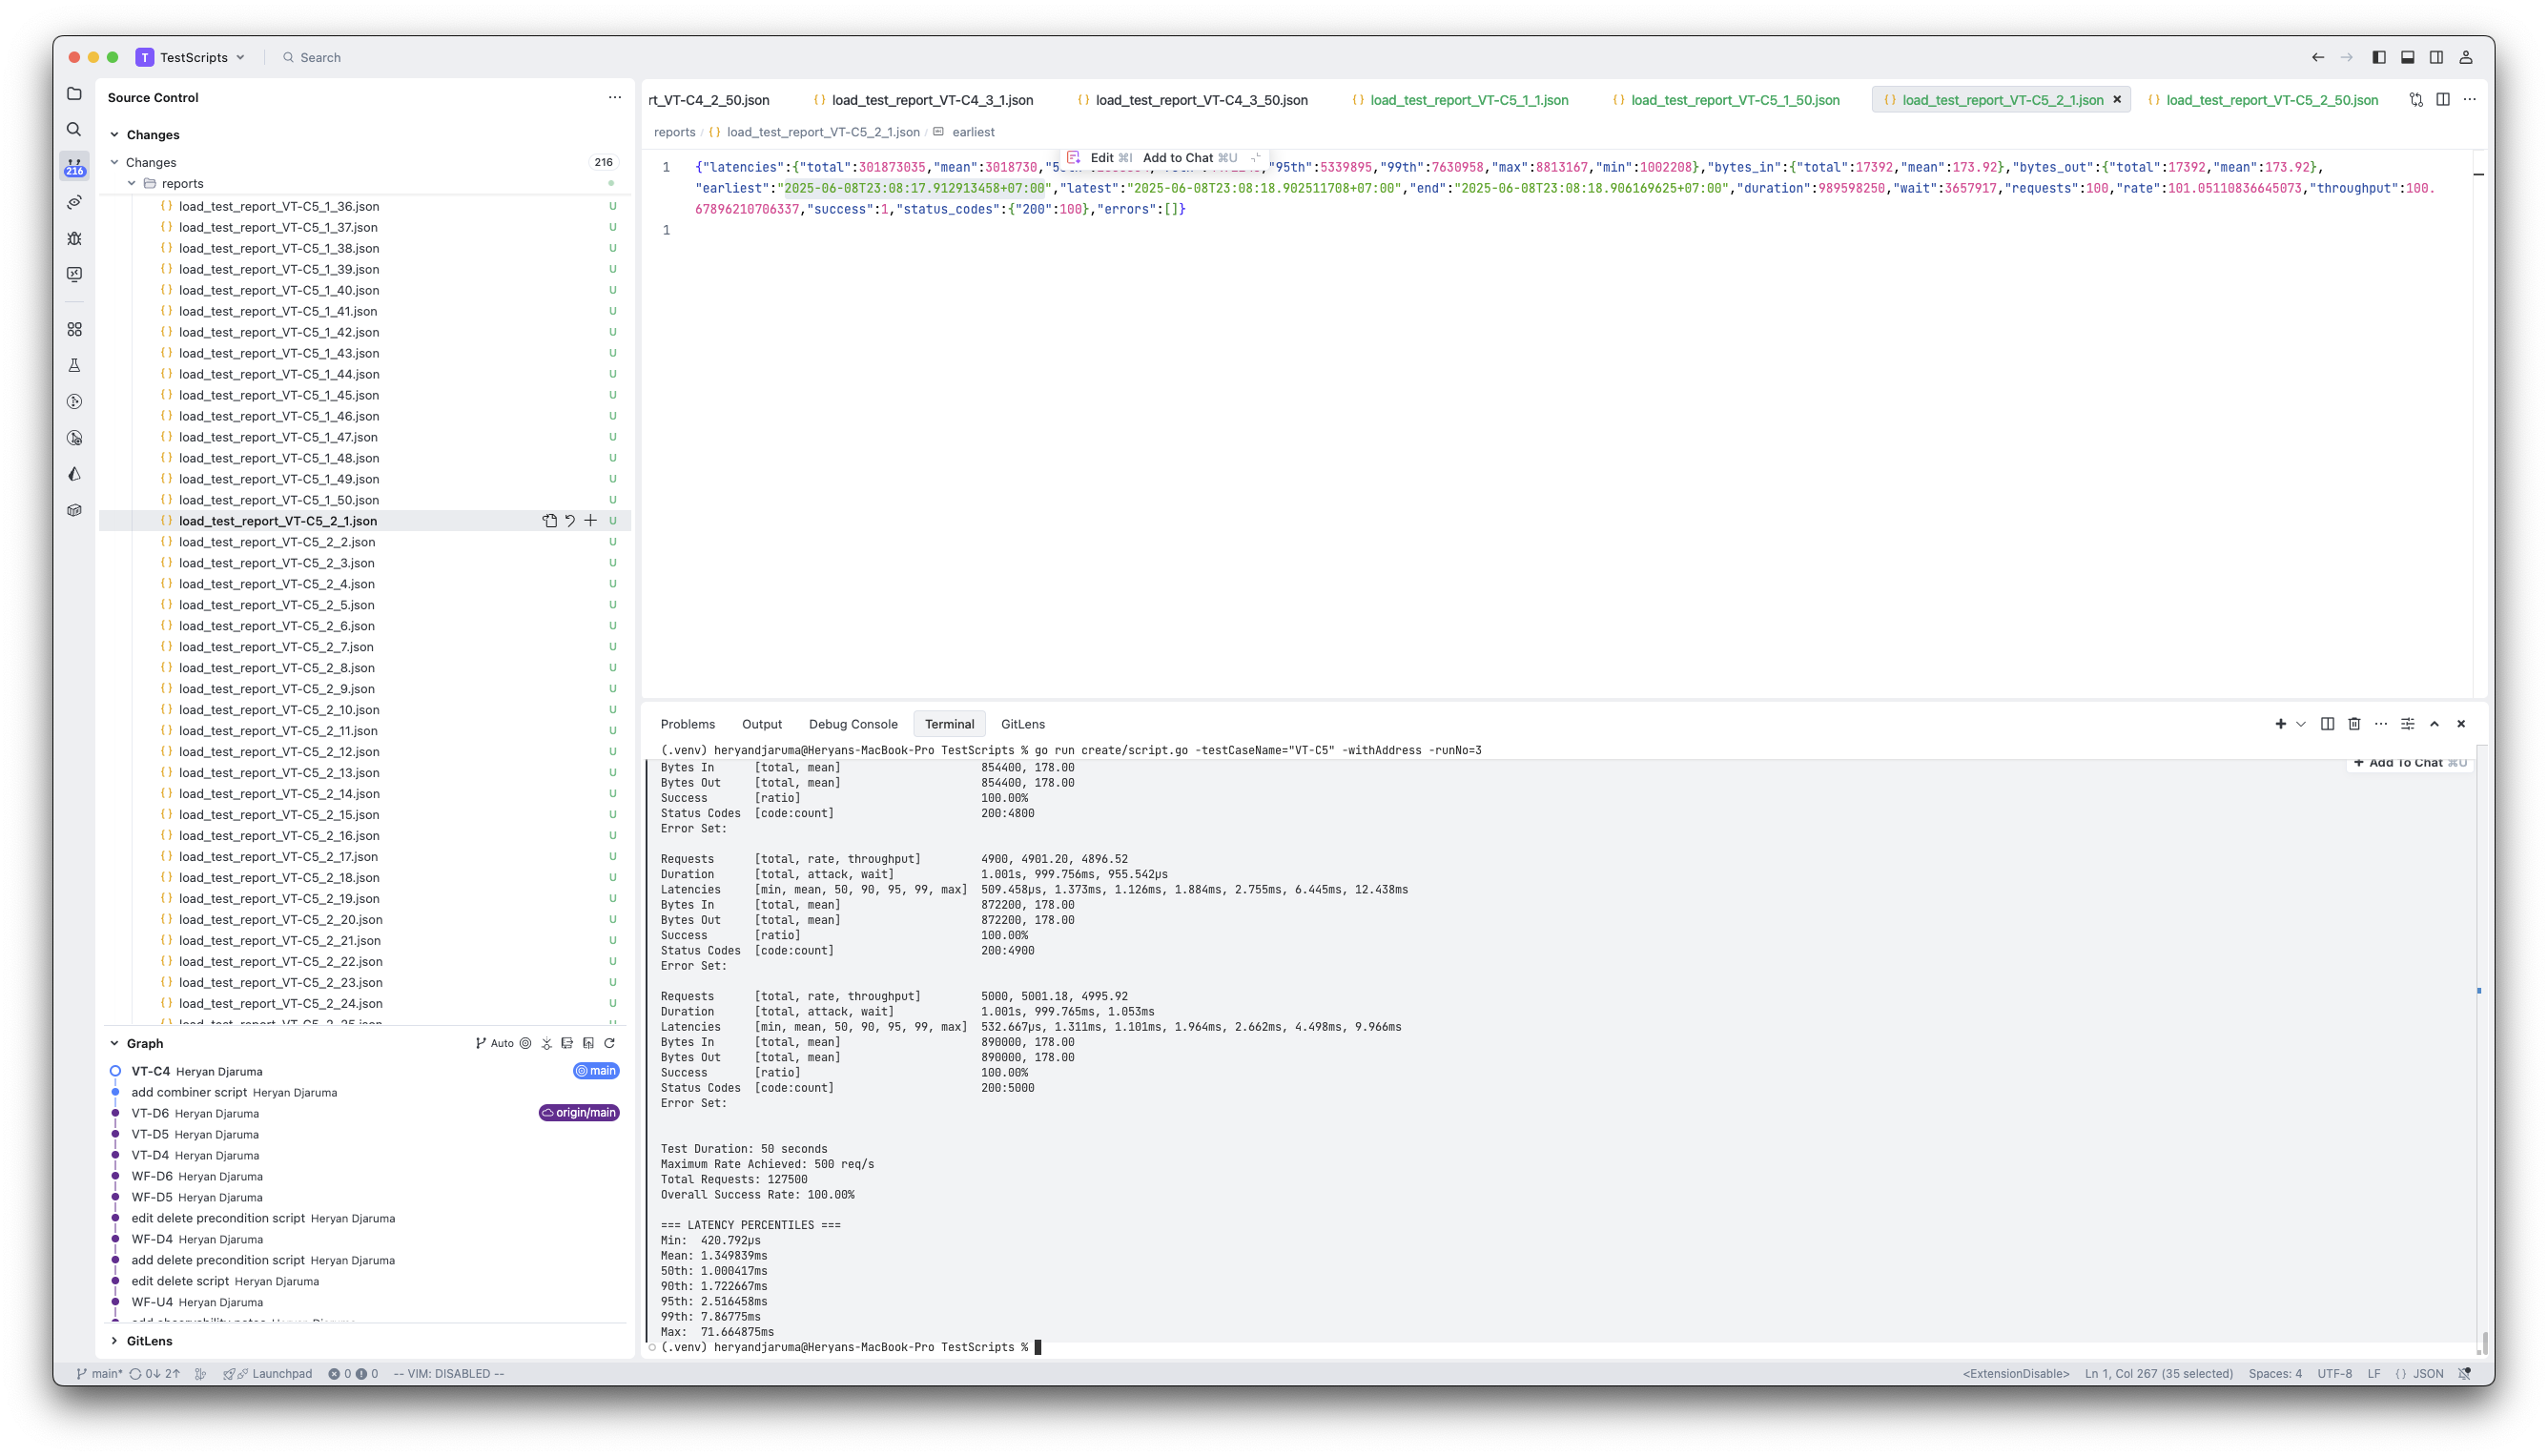 T TestScripts
Search
Source Control
Changes
Changes 216
216
reports
load_test_report_VT-C5_1_36.json U
load_test_report_VT-C5_1_37.json U
load_test_report_VT-C5_1_38.json U
load_test_report_VT-C5_1_39.json U
load_test_report_VT-C5_1_40.json U
load_test_report_VT-C5_1_41.json U
load_test_report_VT-C5_1_42.json U
load_test_report_VT-C5_1_43.json U
load_test_report_VT-C5_1_44.json U
load_test_report_VT-C5_1_45.json U
load_test_report_VT-C5_1_46.json U
load_test_report_VT-C5_1_47.json U
load_test_report_VT-C5_1_48.json U
load_test_report_VT-C5_1_49.json U
load_test_report_VT-C5_1_50.json U
load_test_report_VT-C5_2_1.json U
load_test_report_VT-C5_2_2.json U
load_test_report_VT-C5_2_3.json U
load_test_report_VT-C5_2_4.json U
load_test_report_VT-C5_2_5.json U
load_test_report_VT-C5_2_6.json U
load_test_report_VT-C5_2_7.json U
load_test_report_VT-C5_2_8.json U
load_test_report_VT-C5_2_9.json U
load_test_report_VT-C5_2_10.json U
load_test_report_VT-C5_2_11.json U
load_test_report_VT-C5_2_12.json U
load_test_report_VT-C5_2_13.json U
load_test_report_VT-C5_2_14.json U
load_test_report_VT-C5_2_15.json U
load_test_report_VT-C5_2_16.json U
load_test_report_VT-C5_2_17.json U
load_test_report_VT-C5_2_18.json U
load_test_report_VT-C5_2_19.json U
load_test_report_VT-C5_2_20.json U
load_test_report_VT-C5_2_21.json U
load_test_report_VT-C5_2_22.json U
load_test_report_VT-C5_2_23.json U
load_test_report_VT-C5_2_24.json U
Graph Auto
VT-C4 Heryan Djaruma main
add combiner script Heryan Djaruma
VT-D6 Heryan Djaruma origin/main
VT-D5 Heryan Djaruma
VT-D4 Heryan Djaruma
WF-D6 Heryan Djaruma
WF-D5 Heryan Djaruma
edit delete precondition script Heryan Djaruma
WF-D4 Heryan Djaruma
add delete precondition script Heryan Djaruma
edit delete script Heryan Djaruma
WF-U4 Heryan Djaruma
GitLens
rt_VT-C4_2_50.json load_test_report_VT-C4_3_1.json load_test_report_VT-C4_3_50.json load_test_report_VT-C5_1_1.json load_test_report_VT-C5_1_50.json load_test_report_VT-C5_2_1.json load_test_report_VT-C5_2_50.json
reports / load_test_report_VT-C5_2_1.json / earliest
Edit ⌘I Add to Chat ⌘U
1 {"latencies":{"total":301873035,"mean":3018730,"5 "95th":5339895,"99th":7630958,"max":8813167,"min":1002208},"bytes_in":{"total":17392,"mean":173.92},"bytes_out":{"total":17392,"mean":173.92},
"earliest":"2025-06-08T23:08:17.912913458+07:00","latest":"2025-06-08T23:08:18.902511708+07:00","end":"2025-06-08T23:08:18.906169625+07:00","duration":989598250,"wait":3657917,"requests":100,"rate":101.05110836645073,"throughput":100.
67896210706337,"success":1,"status_codes":{"200":100},"errors":[]}
1
Problems Output Debug Console Terminal GitLens
(.venv) heryandjaruma@Heryans-MacBook-Pro TestScripts % go run create/script.go -testCaseName="VT-C5" -withAddress -runNo=3
Add To Chat ⌘U
Bytes In [total, mean] 854400, 178.00
Bytes Out [total, mean] 854400, 178.00
Success [ratio] 100.00%
Status Codes [code:count] 200:4800
Error Set:
Requests [total, rate, throughput] 4900, 4901.20, 4896.52
Duration [total, attack, wait] 1.001s, 999.756ms, 955.542µs
Latencies [min, mean, 50, 90, 95, 99, max] 509.458µs, 1.373ms, 1.126ms, 1.884ms, 2.755ms, 6.445ms, 12.438ms
Bytes In [total, mean] 872200, 178.00
Bytes Out [total, mean] 872200, 178.00
Success [ratio] 100.00%
Status Codes [code:count] 200:4900
Error Set:
Requests [total, rate, throughput] 5000, 5001.18, 4995.92
Duration [total, attack, wait] 1.001s, 999.765ms, 1.053ms
Latencies [min, mean, 50, 90, 95, 99, max] 532.667µs, 1.311ms, 1.101ms, 1.964ms, 2.662ms, 4.498ms, 9.966ms
Bytes In [total, mean] 890000, 178.00
Bytes Out [total, mean] 890000, 178.00
Success [ratio] 100.00%
Status Codes [code:count] 200:5000
Error Set:
Test Duration: 50 seconds
Maximum Rate Achieved: 500 req/s
Total Requests: 127500
Overall Success Rate: 100.00%
=== LATENCY PERCENTILES ===
Min: 420.792µs
Mean: 1.349839ms
50th: 1.000417ms
90th: 1.722667ms
95th: 2.516458ms
99th: 7.86775ms
Max: 71.664875ms
(.venv) heryandjaruma@Heryans-MacBook-Pro TestScripts %
main* 0↓ 2↑ Launchpad 0 0 -- VIM: DISABLED -- <ExtensionDisable> Ln 1, Col 267 (35 selected) Spaces: 4 UTF-8 LF {} JSON